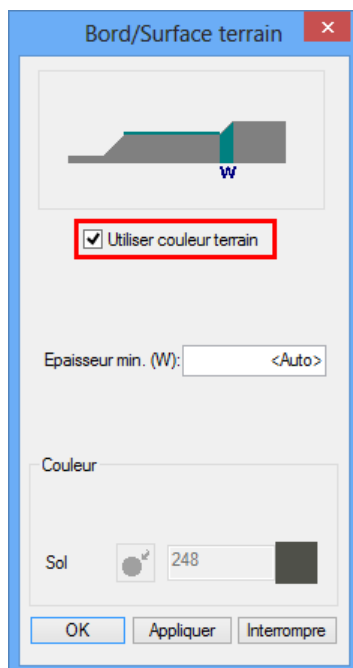 Bord/Surface terrain
W
Utiliser couleur terrain
Epaisseur min. (W): <Auto>
Couleur
Sol 248
OK Appliquer Interrompre